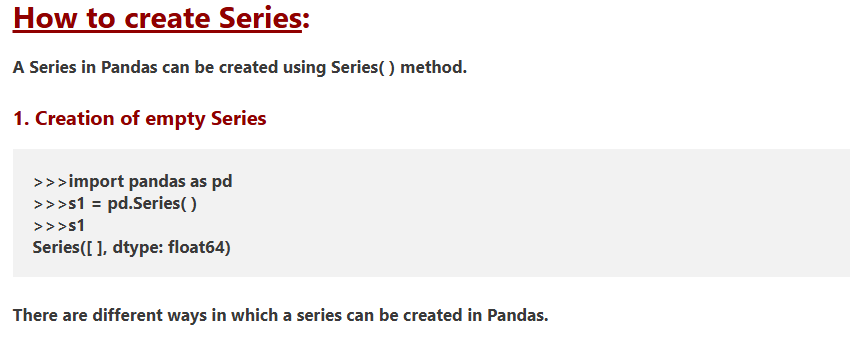 How to create Series:
A Series in Pandas can be created using Series( ) method.
1. Creation of empty Series
>>>import pandas as pd
>>>s1 = pd.Series( )
>>>s1
Series([ ], dtype: float64)
There are different ways in which a series can be created in Pandas.